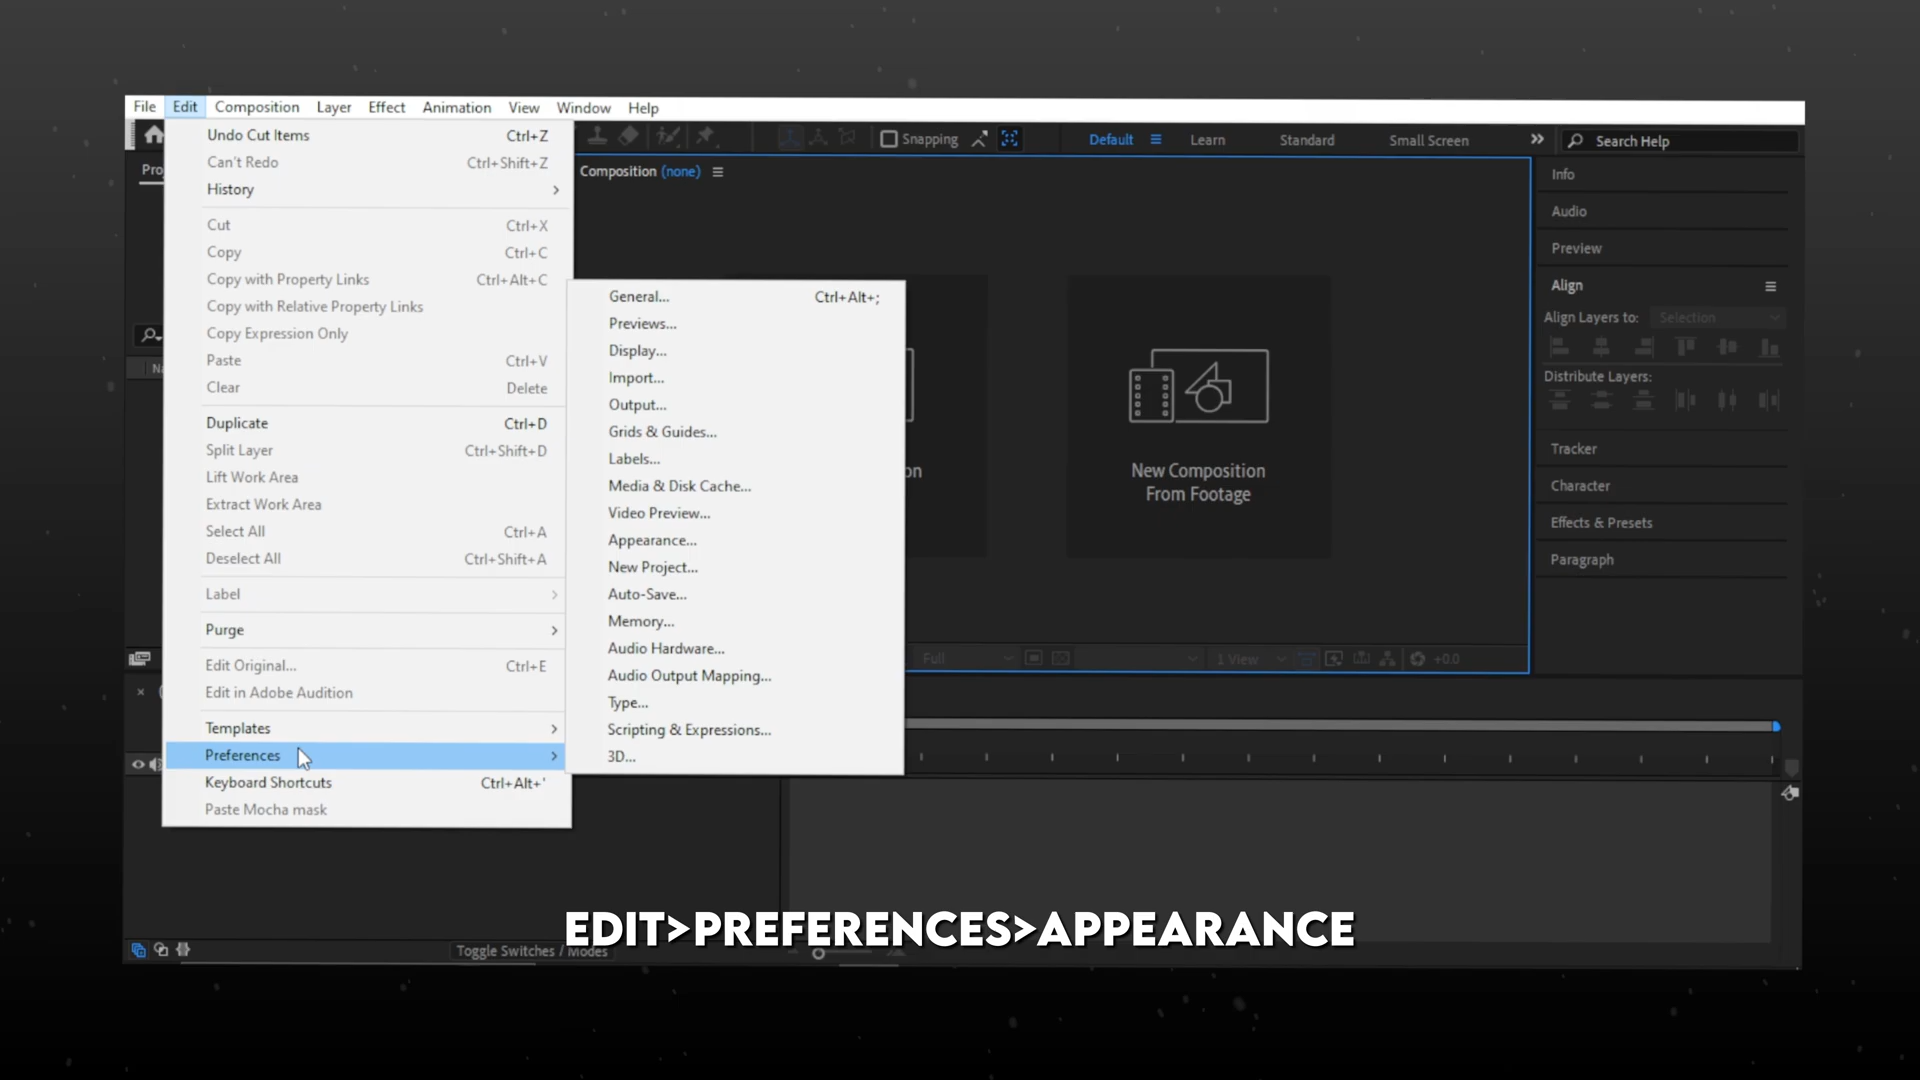 File Edit Composition Layer Effect Animation View Window Help
Snapping Default Learn Standard Small Screen Search Help
Undo Cut Items Ctrl+Z
Can't Redo Ctrl+Shift+Z
History
Cut Ctrl+X
Copy Ctrl+C
Copy with Property Links Ctrl+Alt+C
Copy with Relative Property Links
Copy Expression Only
Paste Ctrl+V
Clear Delete
Duplicate Ctrl+D
Split Layer Ctrl+Shift+D
Lift Work Area
Extract Work Area
Select All Ctrl+A
Deselect All Ctrl+Shift+A
Label
Purge
Edit Original... Ctrl+E
Edit in Adobe Audition
Templates
Preferences
Keyboard Shortcuts Ctrl+Alt+'
Paste Mocha mask
General... Ctrl+Alt+;
Previews...
Display...
Import...
Output...
Grids & Guides...
Labels...
Media & Disk Cache...
Video Preview...
Appearance...
New Project...
Auto-Save...
Memory...
Audio Hardware...
Audio Output Mapping...
Type...
Scripting & Expressions...
3D...
Composition (none)
New Composition
From Footage
Full 1 View +0.0
Info
Audio
Preview
Align
Align Layers to: Selection
Distribute Layers:
Tracker
Character
Effects & Presets
Paragraph
EDIT>PREFERENCES>APPEARANCE
Toggle Switches / Modes